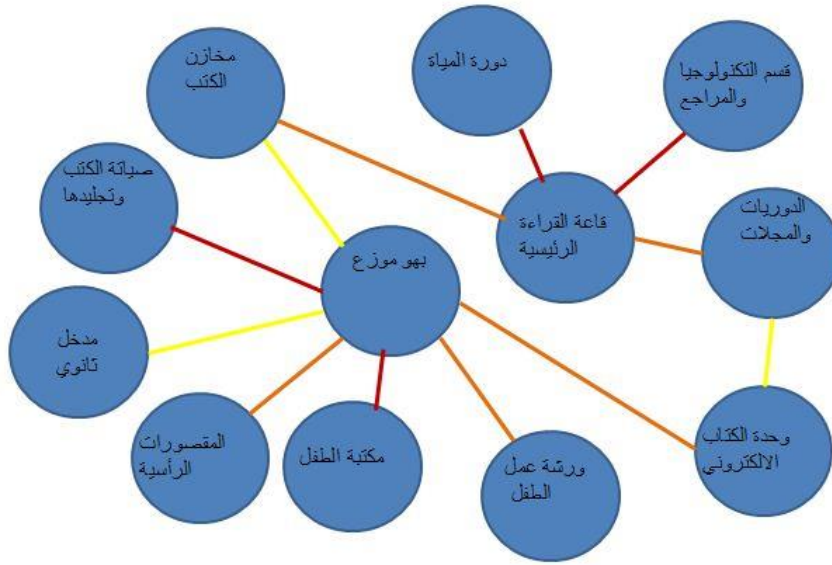 مخازن
الكتب
دورة المياة
قسم التكنولوجيا
والمراجع
صيانة الكتب
وتجليدها
قاعة القراءة
الرئيسية
الدوريات
والمجلات
بهو موزع
مدخل
ثانوي
المقصورات
الرأسية
مكتبة الطفل
ورشة عمل
الطفل
وحدة الكتاب
الالكتروني